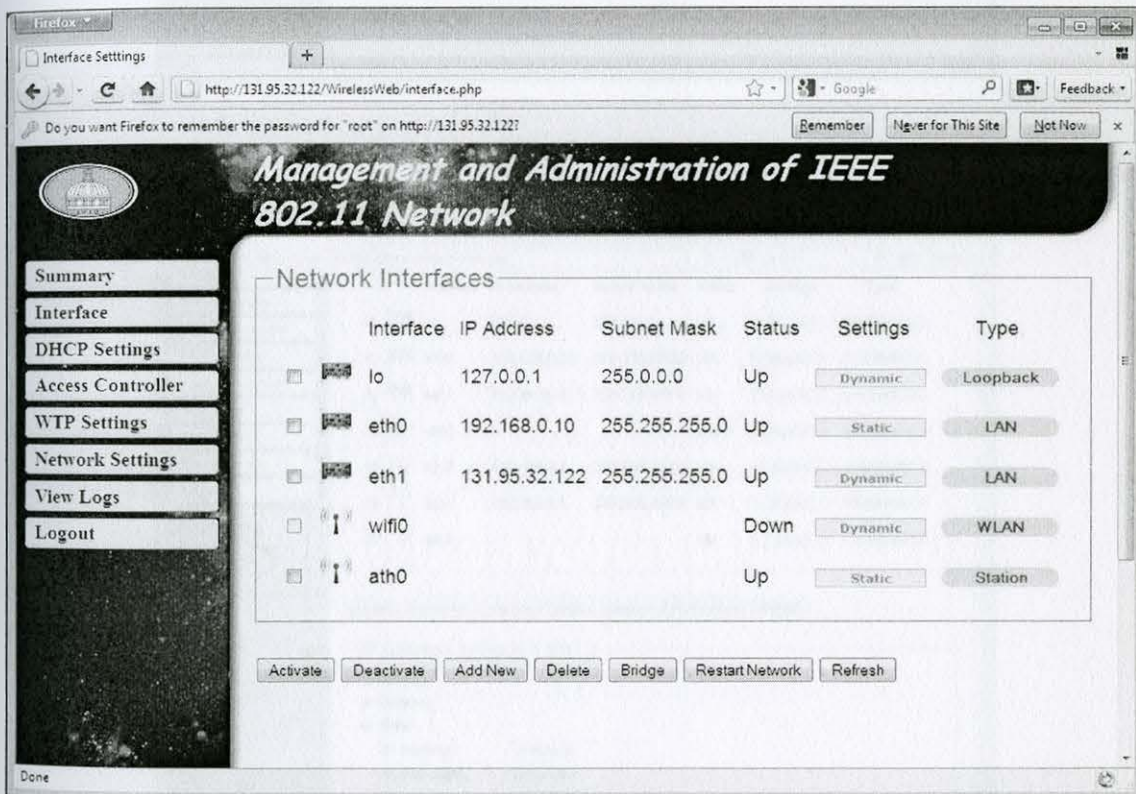 Firefox
Interface Setttings
+
http://131.95.32.122/WirelessWeb/interface.php
Google
Feedback
Do you want Firefox to remember the password for "root" on http://131.95.32.122?
Remember
Never for This Site
Not Now
x
Management and Administration of IEEE
802.11 Network
Summary
Interface
DHCP Settings
Access Controller
WTP Settings
Network Settings
View Logs
Logout
Network Interfaces
Interface IP Address Subnet Mask Status Settings Type
lo 127.0.0.1 255.0.0.0 Up Dynamic Loopback
eth0 192.168.0.10 255.255.255.0 Up Static LAN
eth1 131.95.32.122 255.255.255.0 Up Dynamic LAN
wifi0 Down Dynamic WLAN
ath0 Up Static Station
Activate Deactivate Add New Delete Bridge Restart Network Refresh
Done